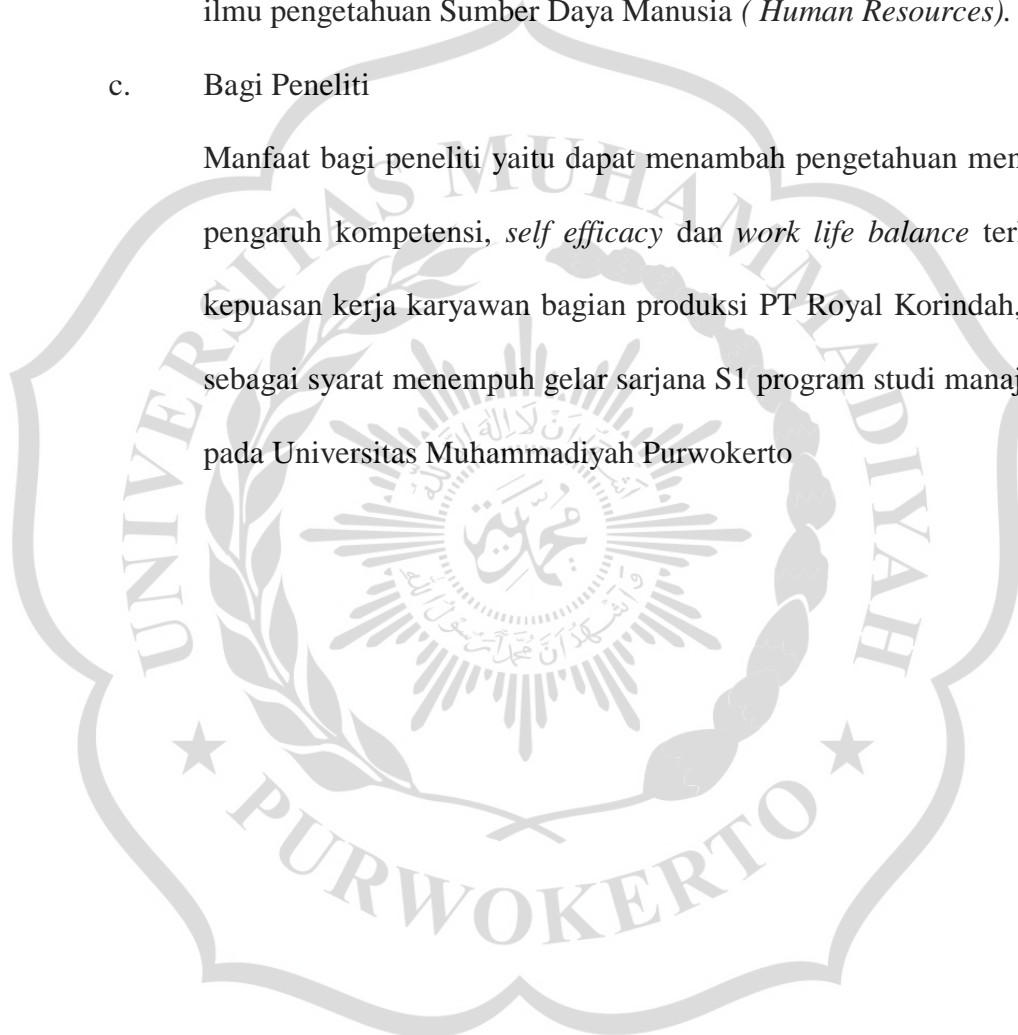 ilmu pengetahuan Sumber Daya Manusia ( Human Resources).
c. Bagi Peneliti
Manfaat bagi peneliti yaitu dapat menambah pengetahuan men
pengaruh kompetensi, self efficacy dan work life balance ter
kepuasan kerja karyawan bagian produksi PT Royal Korindah,
sebagai syarat menempuh gelar sarjana S1 program studi manaj
pada Universitas Muhammadiyah Purwokerto
UNIVERSITAS MUHAMMADIYAH
PURWOKERTO